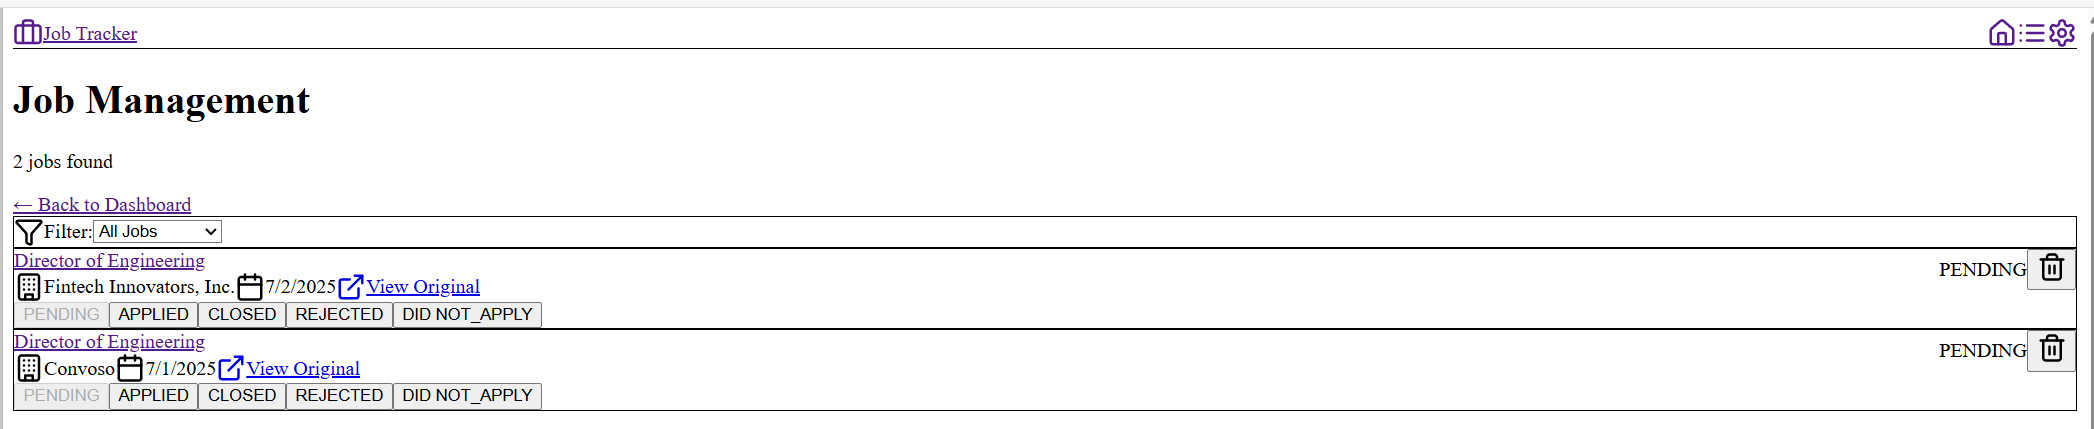 Job Tracker
Job Management
2 jobs found
← Back to Dashboard
Filter: All Jobs
Director of Engineering
PENDING
Fintech Innovators, Inc. 7/2/2025 View Original
PENDING APPLIED CLOSED REJECTED DID NOT_APPLY
Director of Engineering
PENDING
Convoso 7/1/2025 View Original
PENDING APPLIED CLOSED REJECTED DID NOT_APPLY